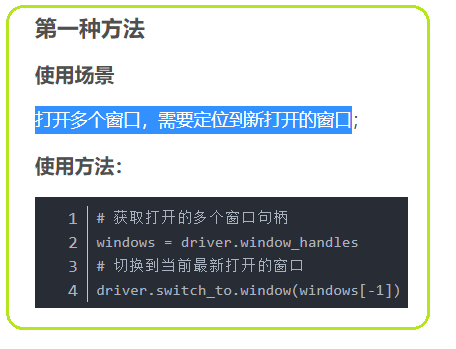 第一种方法
使用场景
打开多个窗口，需要定位到新打开的窗口；
使用方法：
1 # 获取打开的多个窗口句柄
2 windows = driver.window_handles
3 # 切换到当前最新打开的窗口
4 driver.switch_to.window(windows[-1])